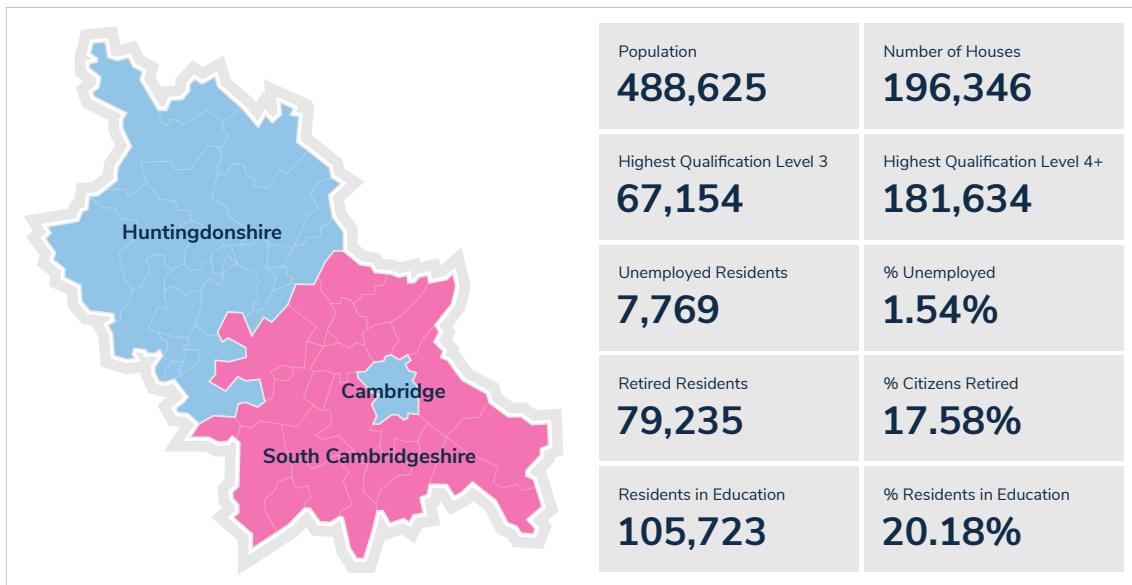 Huntingdonshire
Cambridge
South Cambridgeshire
Population
488,625
Number of Houses
196,346
Highest Qualification Level 3
67,154
Highest Qualification Level 4+
181,634
Unemployed Residents
7,769
% Unemployed
1.54%
Retired Residents
79,235
% Citizens Retired
17.58%
Residents in Education
105,723
% Residents in Education
20.18%